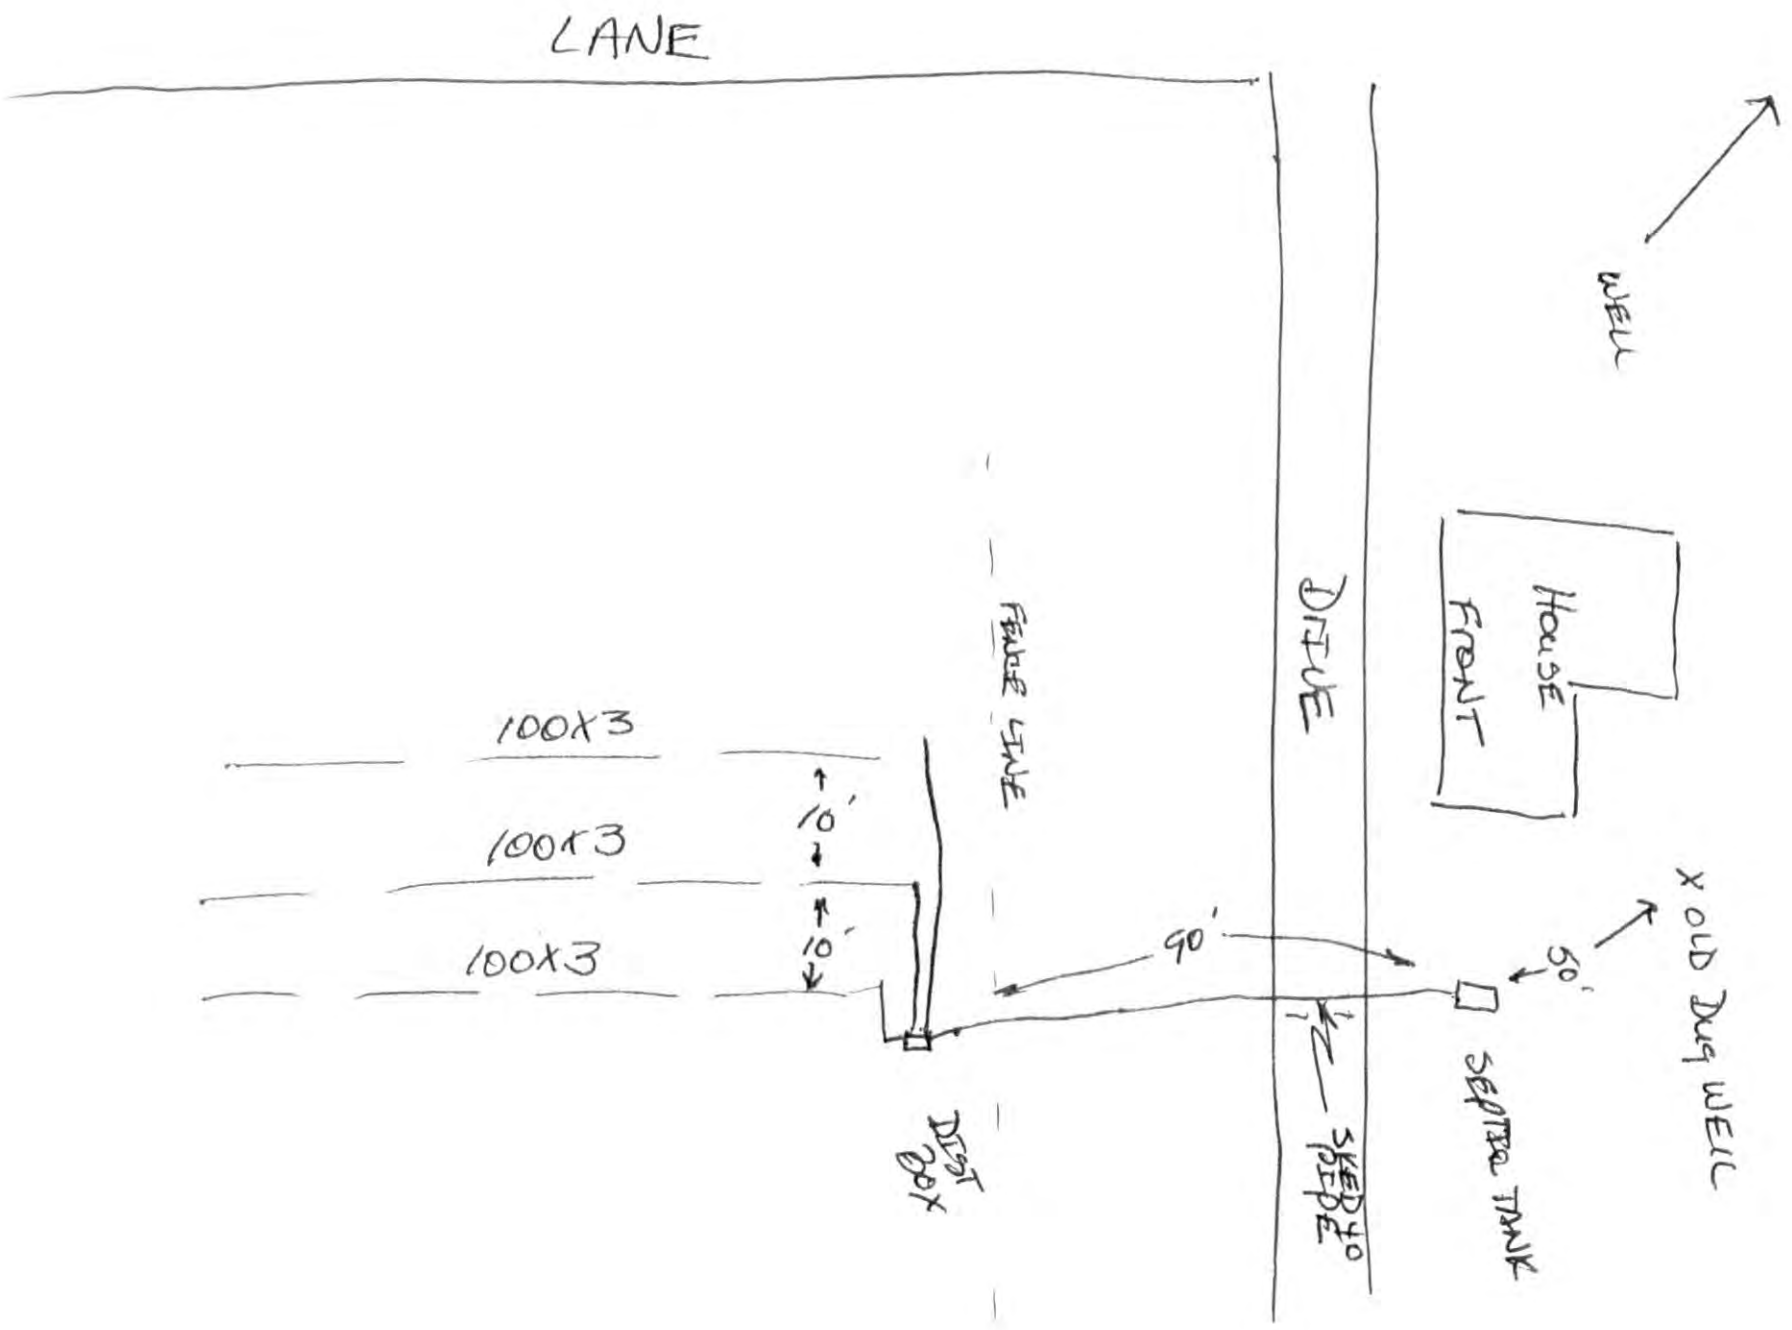 LANE
WELL
HOUSE
FRONT
DRIVE
FENCE LINE
100X3
10'
100X3
10'
100X3
90'
50'
X OLD Dug WELL
SEPTIC TANK
SKED 40
PIPE
DIST
BOX